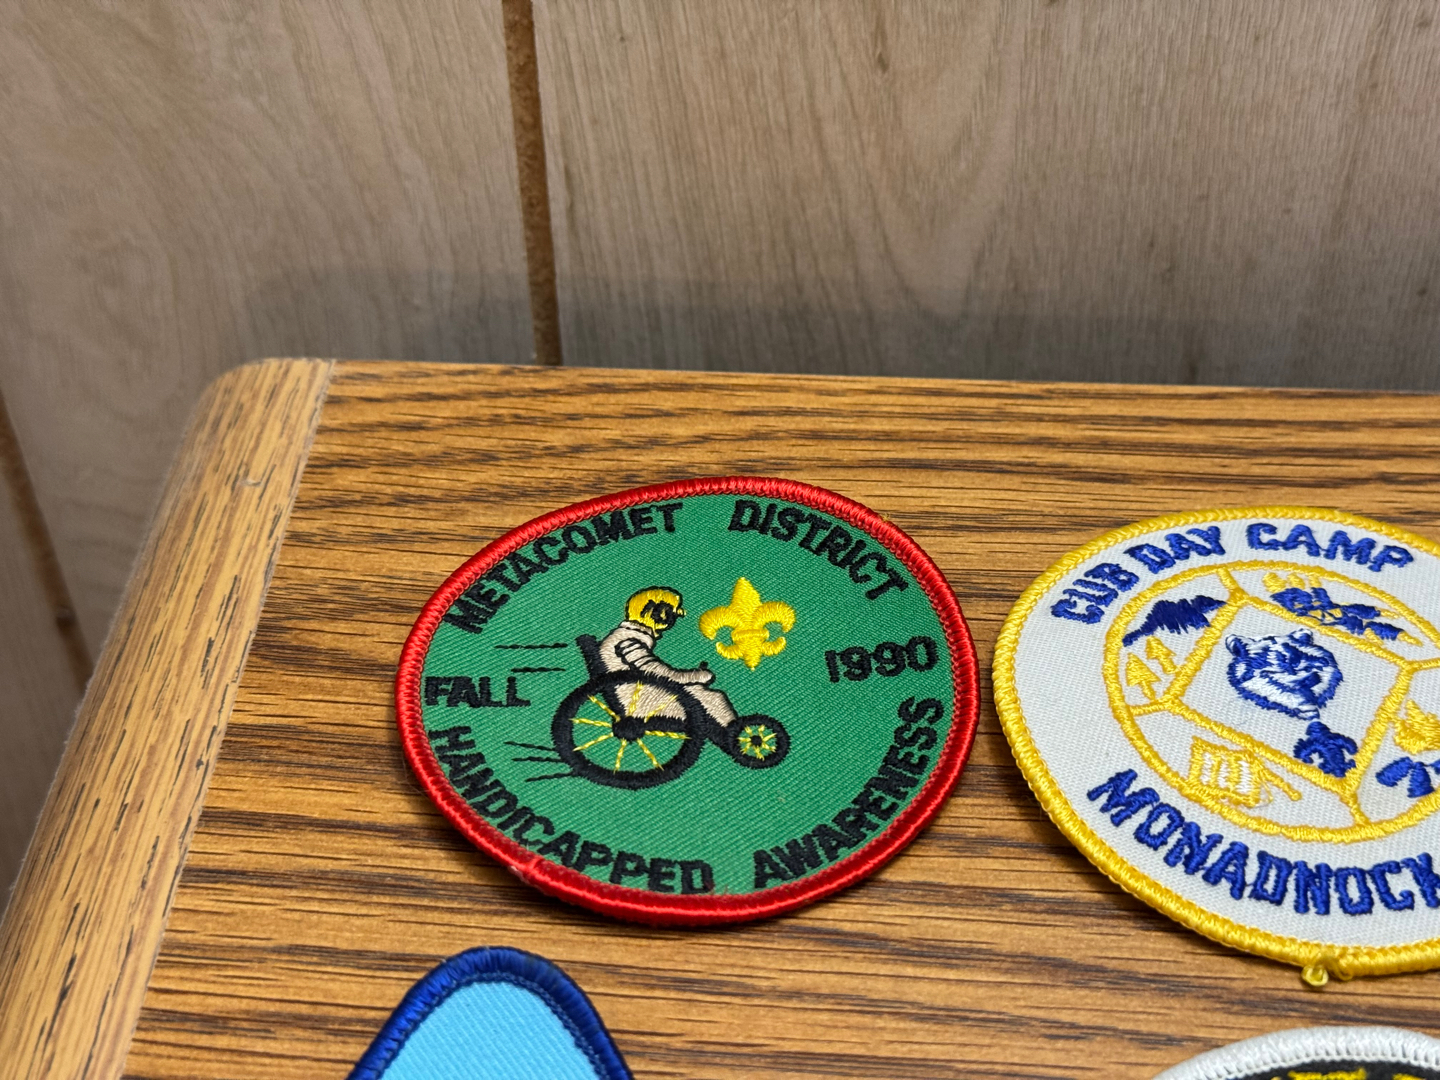 METACOMET DISTRICT
FALL 1990
HANDICAPPED AWARENESS
CUB DAY CAMP
MONADNOCK